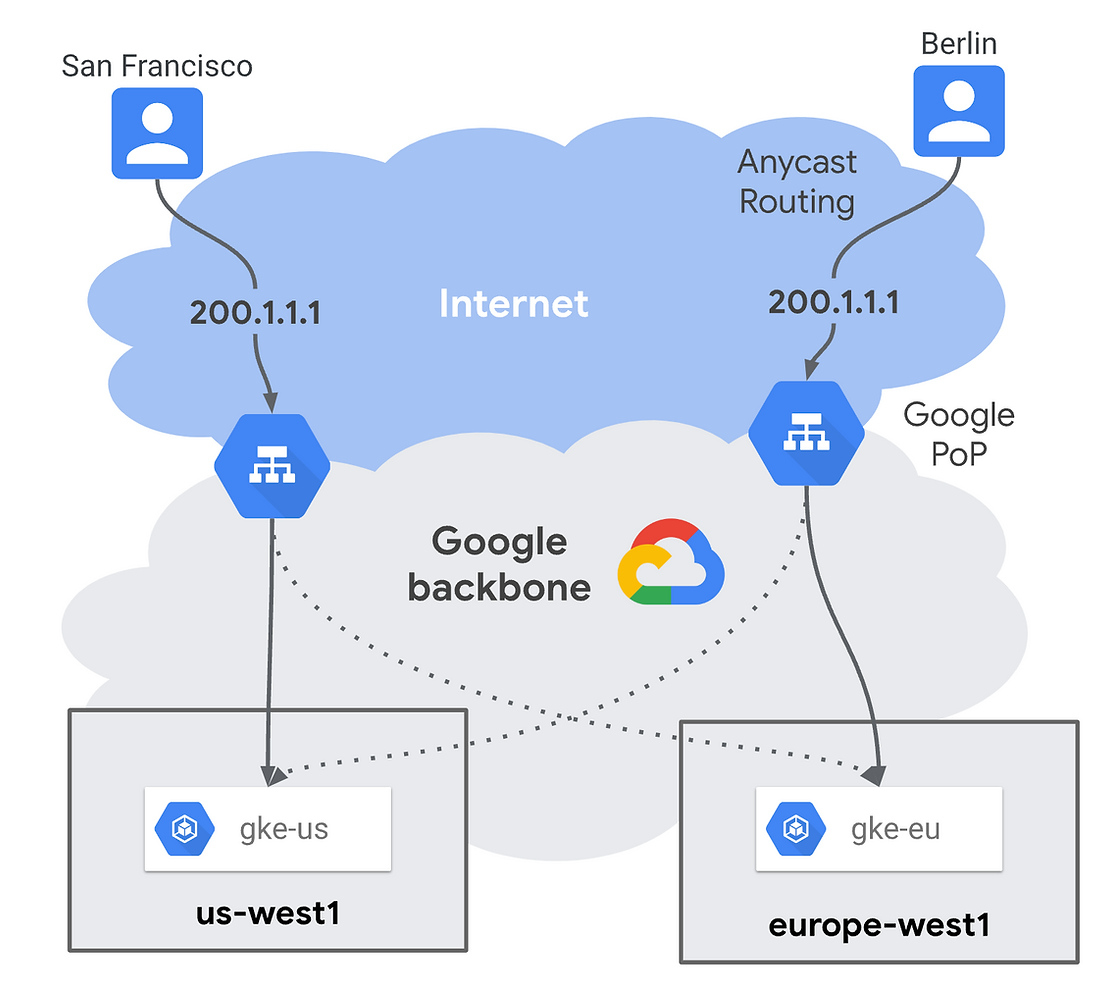 San Francisco
Berlin
Anycast
Routing
200.1.1.1
Internet
200.1.1.1
Google
PoP
Google
backbone
gke-us
us-west1
gke-eu
europe-west1